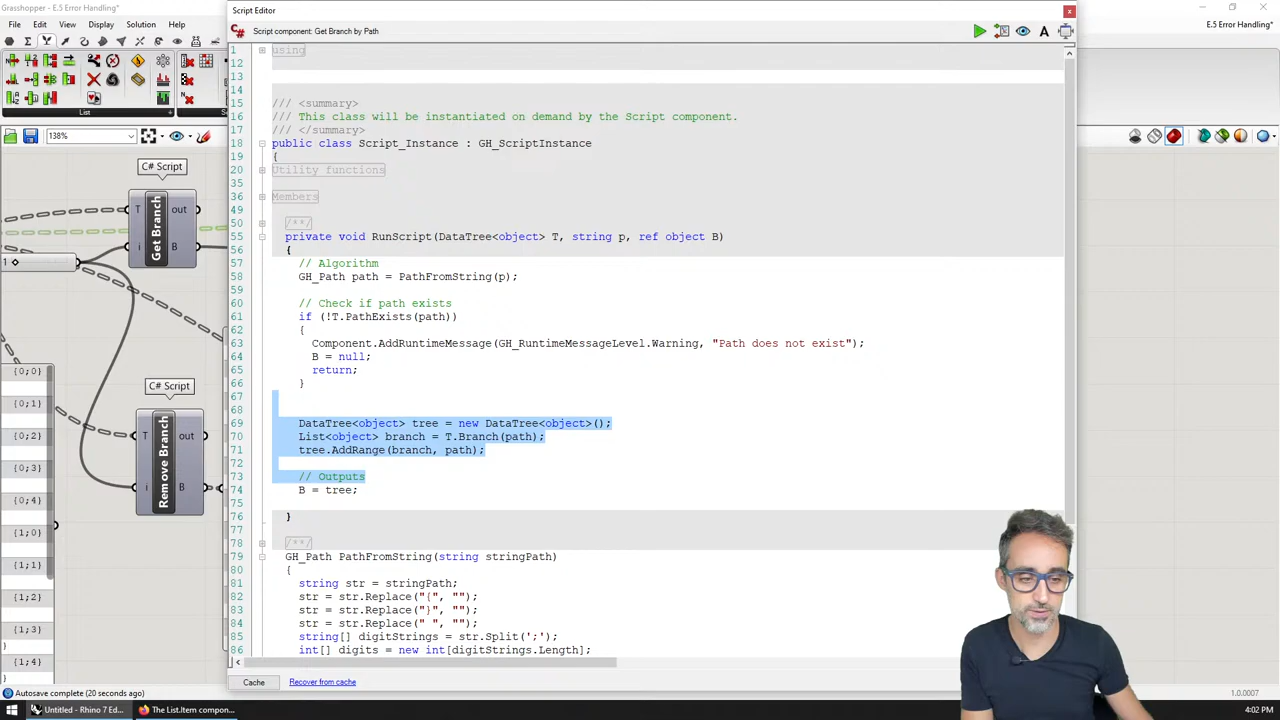 Grasshopper - E.5 Error Handling*
Script Editor
File Edit View Display Solution Help
Script component: Get Branch by Path
E.5 Error Handling*
List
138%
C# Script
T out
Get Branch
i B
1
C# Script
T out
Remove Branch
i B
{0;0}
{0;1}
{0;2}
{0;3}
{0;4}
{1;0}
{1;1}
{1;2}
{1;3}
{1;4}
1 using
12
13
14
15 /// <summary>
16 /// This class will be instantiated on demand by the Script component.
17 /// </summary>
18 public class Script_Instance : GH_ScriptInstance
19 {
20 Utility functions
35
36 Members
49
50 /**/
55 private void RunScript(DataTree<object> T, string p, ref object B)
56 {
57 // Algorithm
58 GH_Path path = PathFromString(p);
59
60 // Check if path exists
61 if (!T.PathExists(path))
62 {
63 Component.AddRuntimeMessage(GH_RuntimeMessageLevel.Warning, "Path does not exist");
64 B = null;
65 return;
66 }
67
68
69 DataTree<object> tree = new DataTree<object>();
70 List<object> branch = T.Branch(path);
71 tree.AddRange(branch, path);
72
73 // Outputs
74 B = tree;
75
76 }
77
78 /**/
79 GH_Path PathFromString(string stringPath)
80 {
81 string str = stringPath;
82 str = str.Replace("{", "");
83 str = str.Replace("}", "");
84 str = str.Replace(" ", "");
85 string[] digitStrings = str.Split(';');
86 int[] digits = new int[digitStrings.Length];
Cache Recover from cache
Autosave complete (20 seconds ago)
1.0.0007
Untitled - Rhino 7 Ed...
The List.Item compon...
4:02 PM